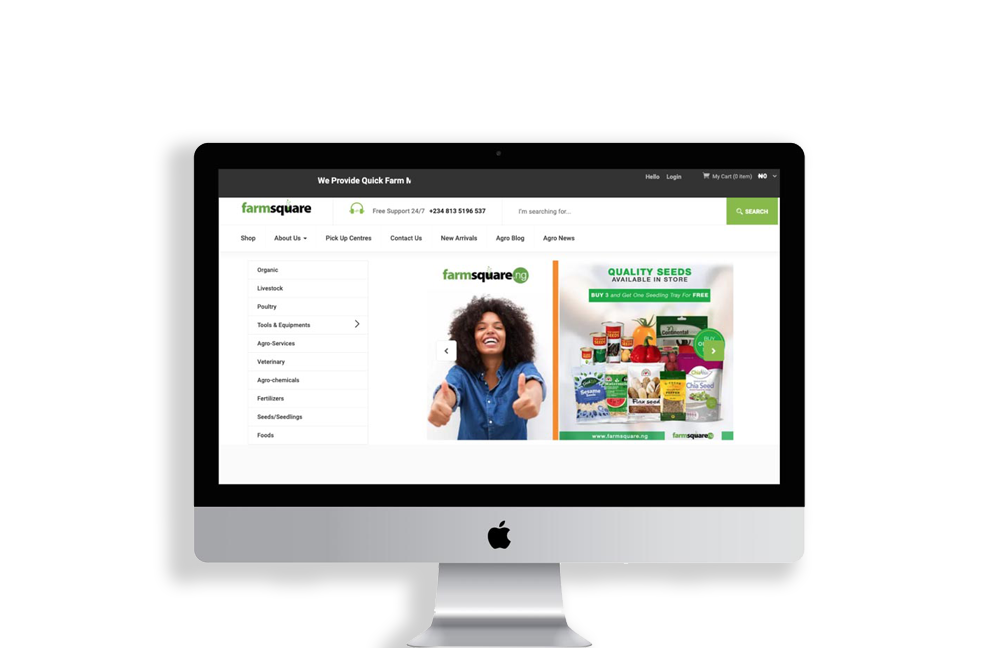 We Provide Quick Farm M
Hello Login My Cart (0 item) ₦0
farmsquare
Free Support 24/7 +234 813 5196 537
I'm searching for...
SEARCH
Shop About Us Pick Up Centres Contact Us New Arrivals Agro Blog Agro News
Organic
Livestock
Poultry
Tools & Equipments
Agro-Services
Veterinary
Agro-chemicals
Fertilizers
Seeds/Seedlings
Foods
farmsquare.ng
QUALITY SEEDS
AVAILABLE IN STORE
BUY 3 and Get One Seedling Tray For FREE
Continental
BUY
Sesame
Flax seed
Chia Seed
www.farmsquare.ng
farmsquare